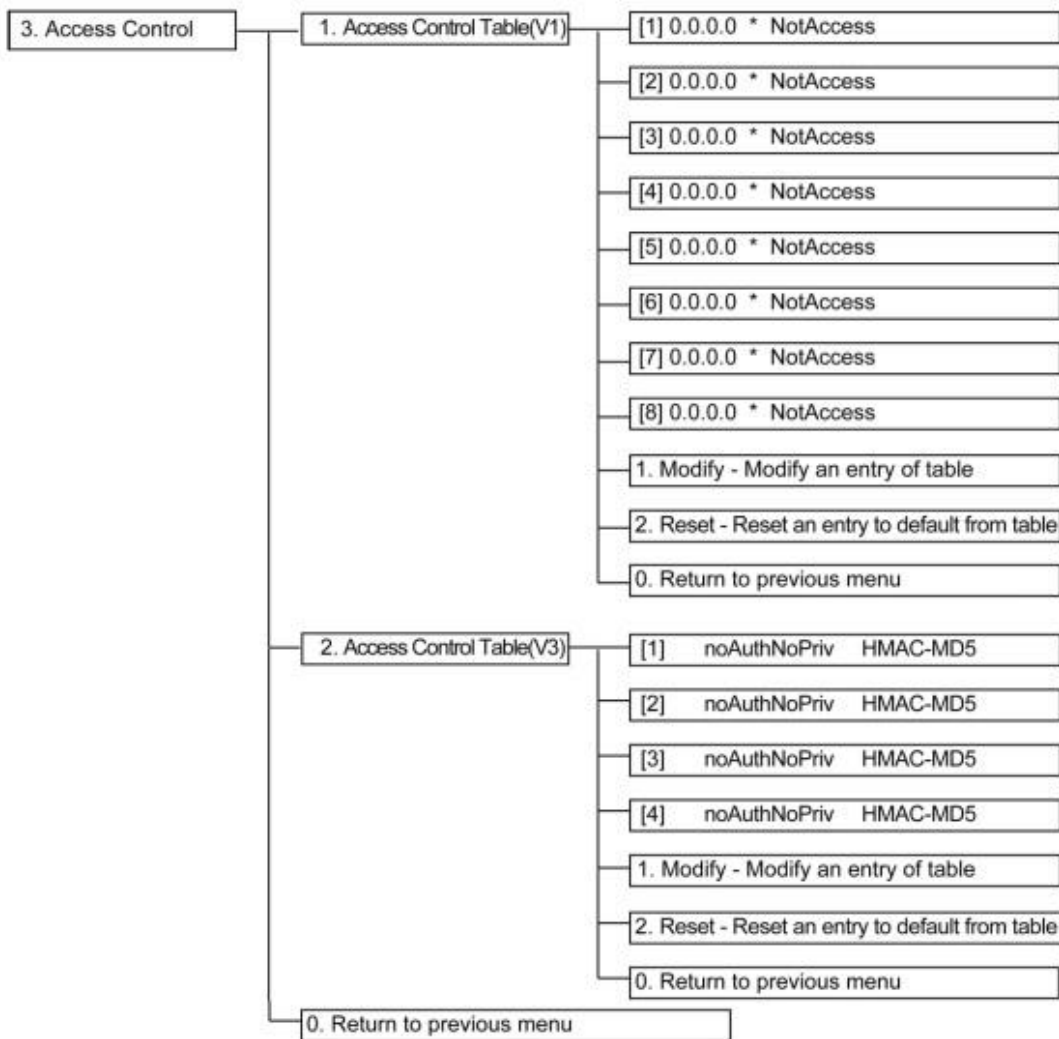 3. Access Control
1. Access Control Table(V1)
[1] 0.0.0.0 * NotAccess
[2] 0.0.0.0 * NotAccess
[3] 0.0.0.0 * NotAccess
[4] 0.0.0.0 * NotAccess
[5] 0.0.0.0 * NotAccess
[6] 0.0.0.0 * NotAccess
[7] 0.0.0.0 * NotAccess
[8] 0.0.0.0 * NotAccess
1. Modify - Modify an entry of table
2. Reset - Reset an entry to default from table
0. Return to previous menu
2. Access Control Table(V3)
[1] noAuthNoPriv HMAC-MD5
[2] noAuthNoPriv HMAC-MD5
[3] noAuthNoPriv HMAC-MD5
[4] noAuthNoPriv HMAC-MD5
1. Modify - Modify an entry of table
2. Reset - Reset an entry to default from table
0. Return to previous menu
0. Return to previous menu